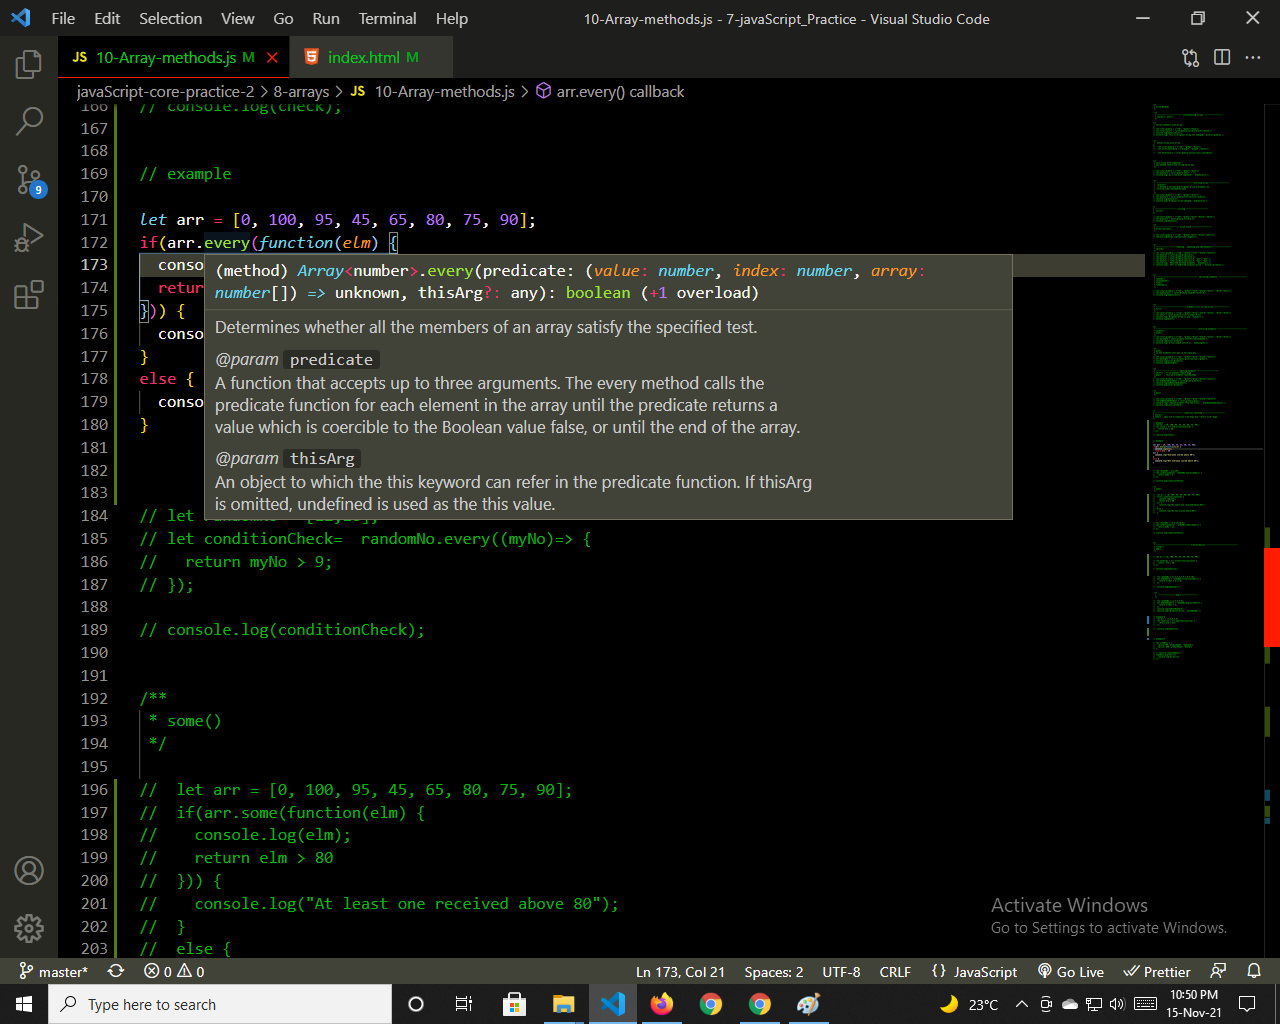 File Edit Selection View Go Run Terminal Help 10-Array-methods.js - 7-javaScript_Practice - Visual Studio Code
JS 10-Array-methods.js M index.html M
javaScript-core-practice-2 > 8-arrays > JS 10-Array-methods.js > arr.every() callback
166 // console.log(check);
167
168
169 // example
170
171 let arr = [0, 100, 95, 45, 65, 80, 75, 90];
172 if(arr.every(function(elm) {
173 conso
174 retur
175 })) {
176 conso
177 }
178 else {
179 conso
180 }
181
182
183
(method) Array<number>.every(predicate: (value: number, index: number, array:
number[]) => unknown, thisArg?: any): boolean (+1 overload)
Determines whether all the members of an array satisfy the specified test.
@param predicate
A function that accepts up to three arguments. The every method calls the
predicate function for each element in the array until the predicate returns a
value which is coercible to the Boolean value false, or until the end of the array.
@param thisArg
An object to which the this keyword can refer in the predicate function. If thisArg
is omitted, undefined is used as the this value.
184 // let
185 // let conditionCheck= randomNo.every((myNo)=> {
186 // return myNo > 9;
187 // });
188
189 // console.log(conditionCheck);
190
191
192 /**
193 * some()
194 */
195
196 // let arr = [0, 100, 95, 45, 65, 80, 75, 90];
197 // if(arr.some(function(elm) {
198 // console.log(elm);
199 // return elm > 80
200 // })) {
201 // console.log("At least one received above 80");
202 // }
203 // else {
Activate Windows
Go to Settings to activate Windows.
9
master* 0 0 Ln 173, Col 21 Spaces: 2 UTF-8 CRLF {} JavaScript Go Live Prettier
Type here to search 23°C 10:50 PM
15-Nov-21